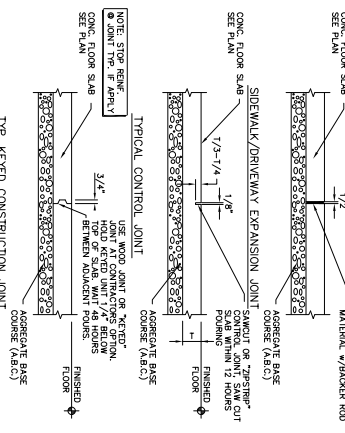 1/2
MATERIAL W/BACKER ROD
CONC. FLOOR SLAB
SEE PLAN
AGGREGATE BASE
COURSE (A.B.C.)
SIDEWALK/DRIVEWAY EXPANSION JOINT
CONC. FLOOR SLAB
SEE PLAN
T/3-T/4
1/8"
SAWCUT OR "ZIPSTRIP"
CONTROL JOINT. SAW CUT
SLAB WITHIN 12 HOURS
POURING
T
FINISHED
FLOOR
AGGREGATE BASE
COURSE (A.B.C.)
TYPICAL CONTROL JOINT
NOTE: STOP REINF.
@ JOINT TYP. IF APPLY
CONC. FLOOR SLAB
SEE PLAN
3/4"
USE WOOD JOINT OR "KEYED"
JOINT AT CONTRACTORS OPTION.
HOLD KEYED UNIT 1/4" BELOW
TOP OF SLAB. WAIT 48 HOURS
BETWEEN ADJACENT POURS.
FINISHED
FLOOR
AGGREGATE BASE
COURSE (A.B.C.)
TYP. KEYED CONSTRUCTION JOINT